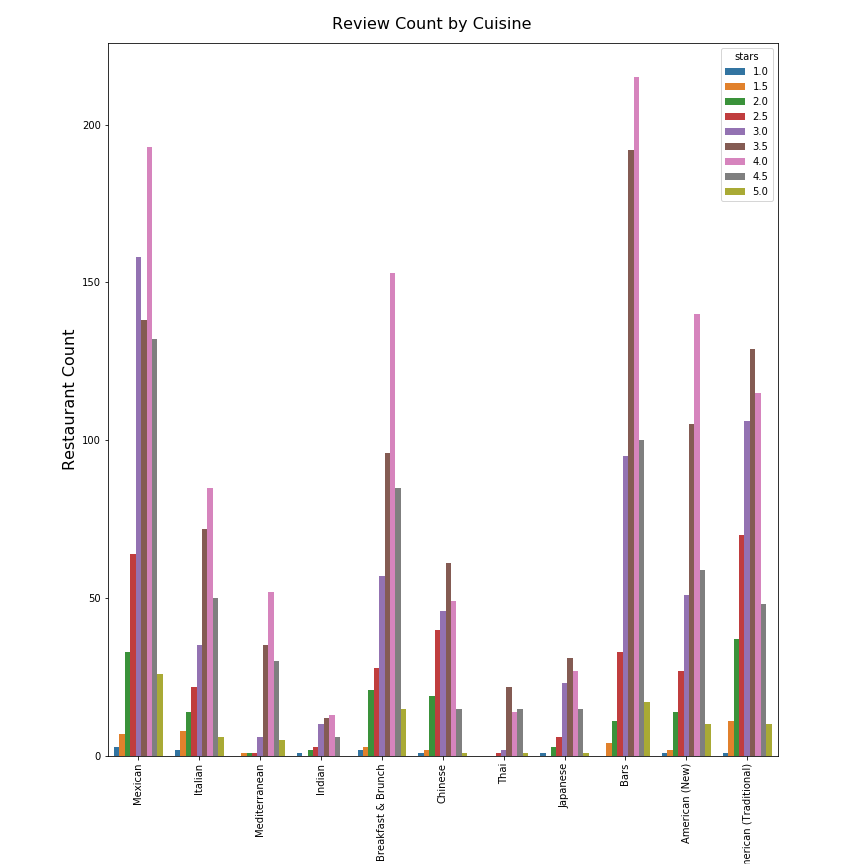 Review Count by Cuisine
stars
1.0
1.5
2.0
2.5
3.0
3.5
4.0
4.5
5.0
Restaurant Count
200
150
100
50
0
Mexican
Italian
Mediterranean
Indian
Breakfast & Brunch
Chinese
Thai
Japanese
Bars
American (New)
nerican (Traditional)